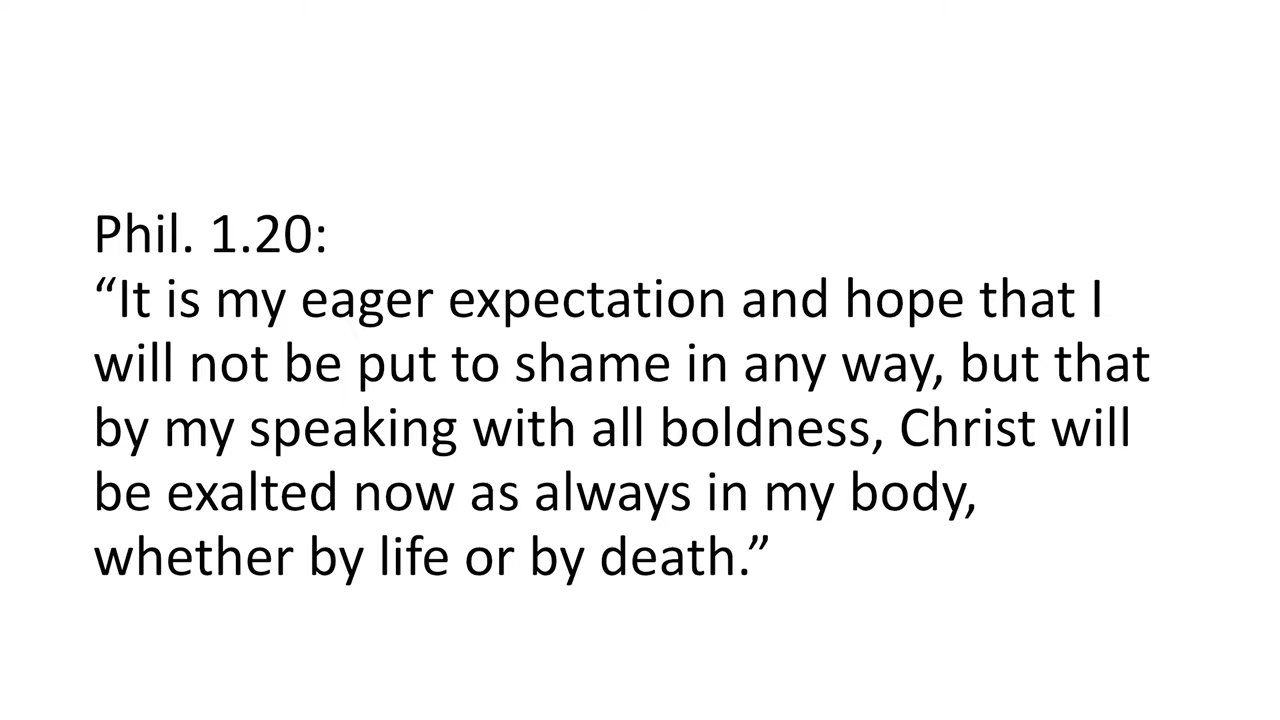 Phil. 1.20:
“It is my eager expectation and hope that I
will not be put to shame in any way, but that
by my speaking with all boldness, Christ will
be exalted now as always in my body,
whether by life or by death.”